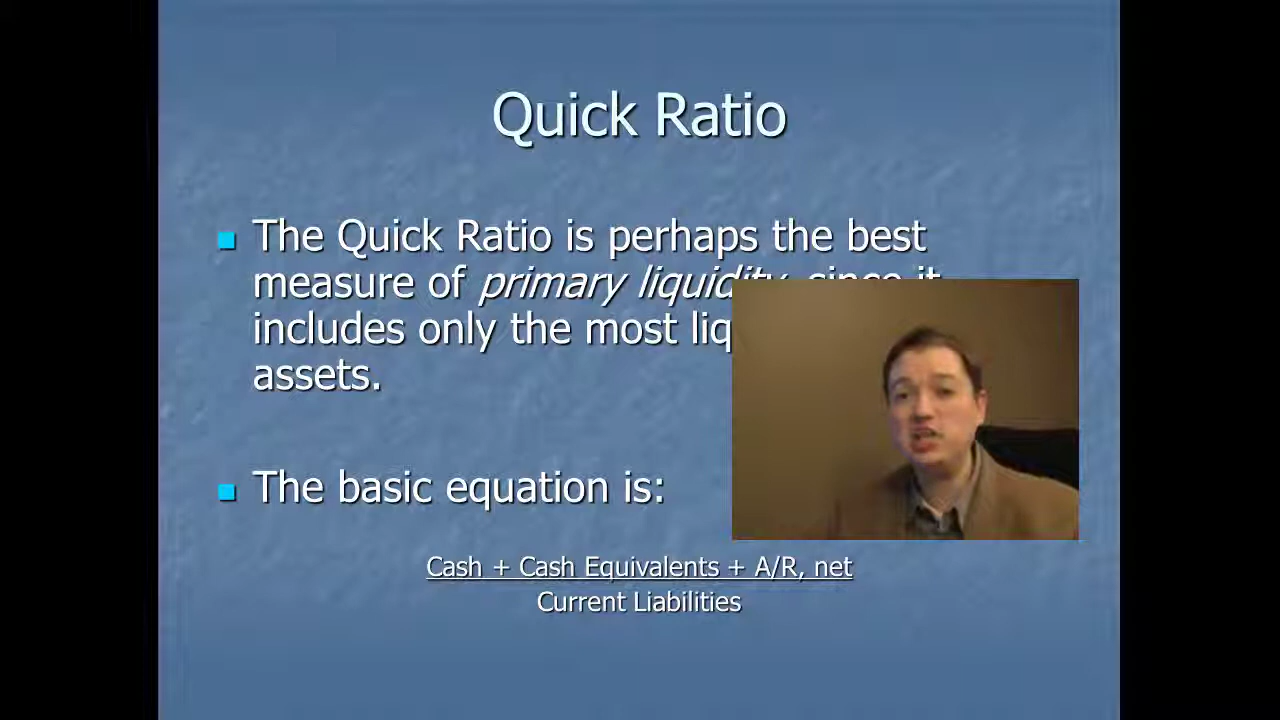 Quick Ratio
The Quick Ratio is perhaps the best
measure of primary liquidity, since it
includes only the most
assets.
The basic equation is:
Cash + Cash Equivalents + A/R, net
Current Liabilities